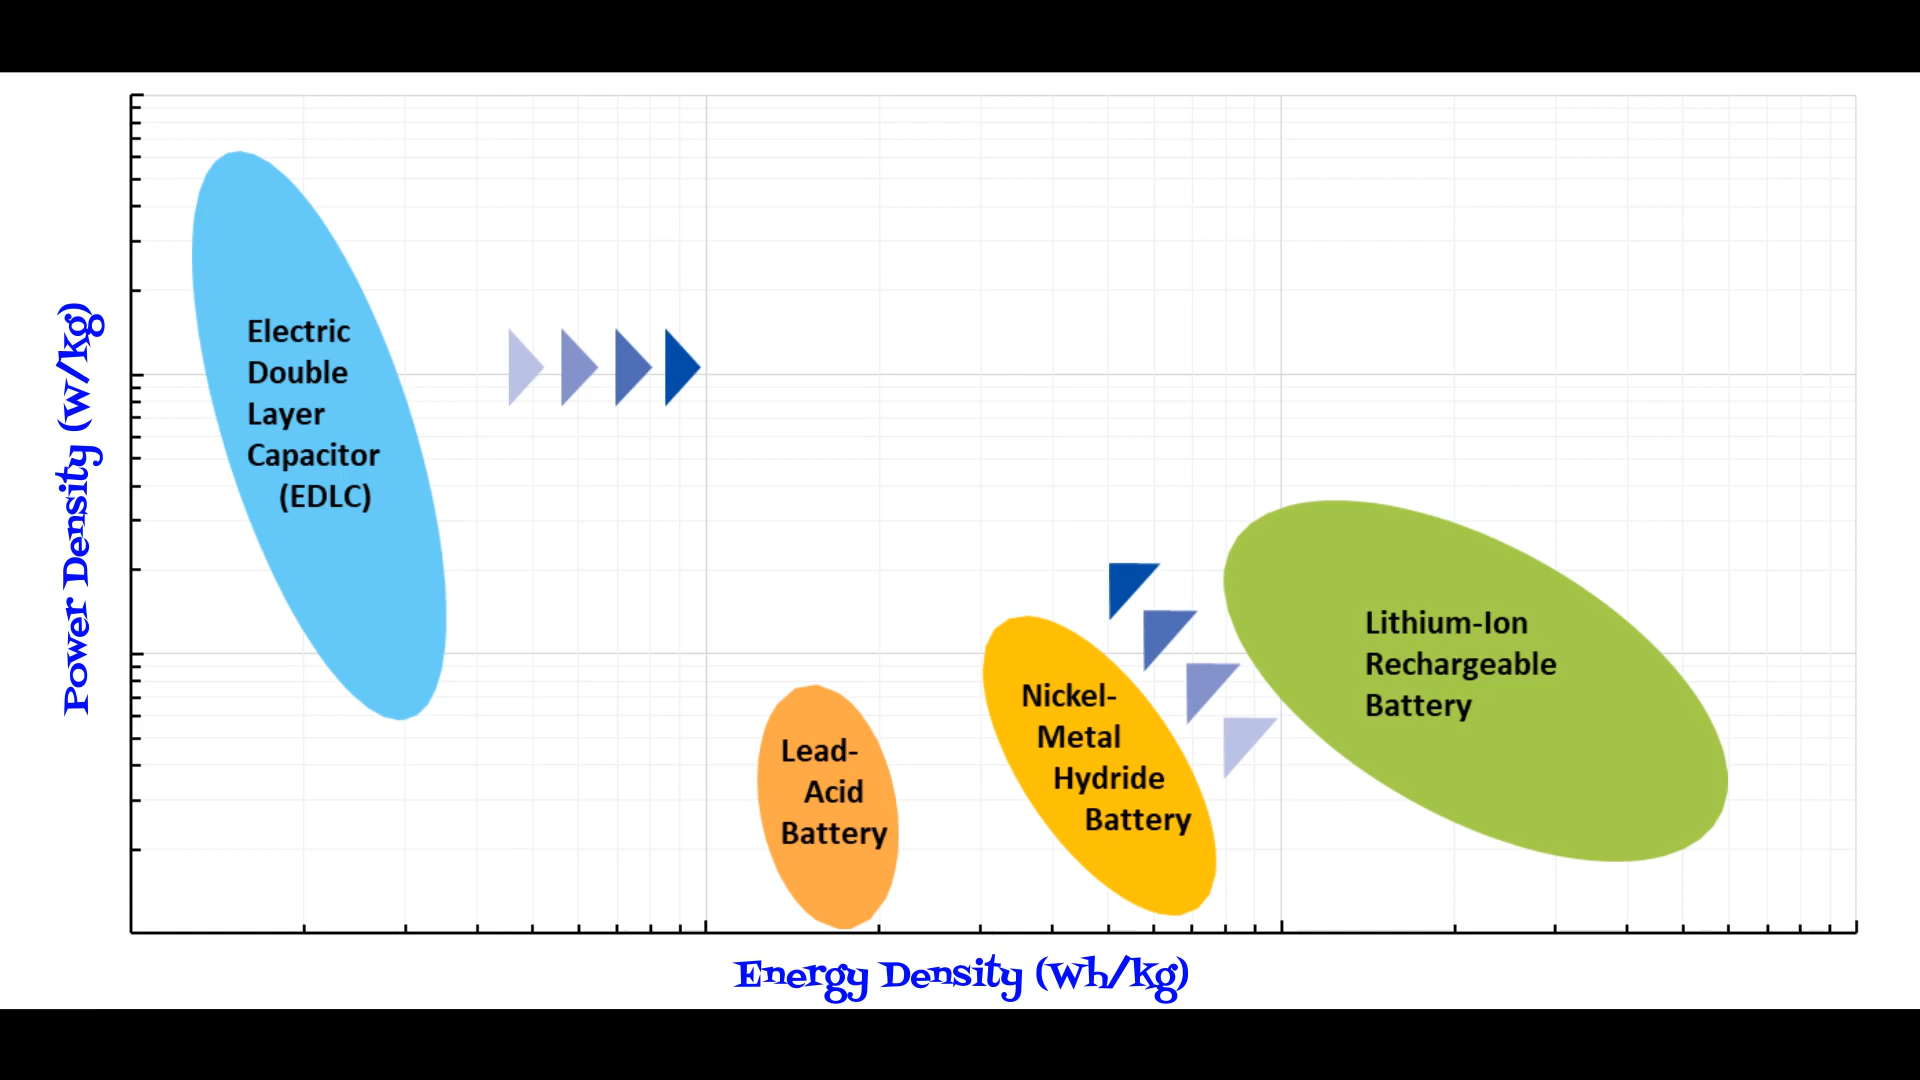 Electric
Double
Layer
Capacitor
(EDLC)
Lead-
Acid
Battery
Nickel-
Metal
Hydride
Battery
Lithium-Ion
Rechargeable
Battery
Power Density (W/kg)
Energy Density (Wh/kg)